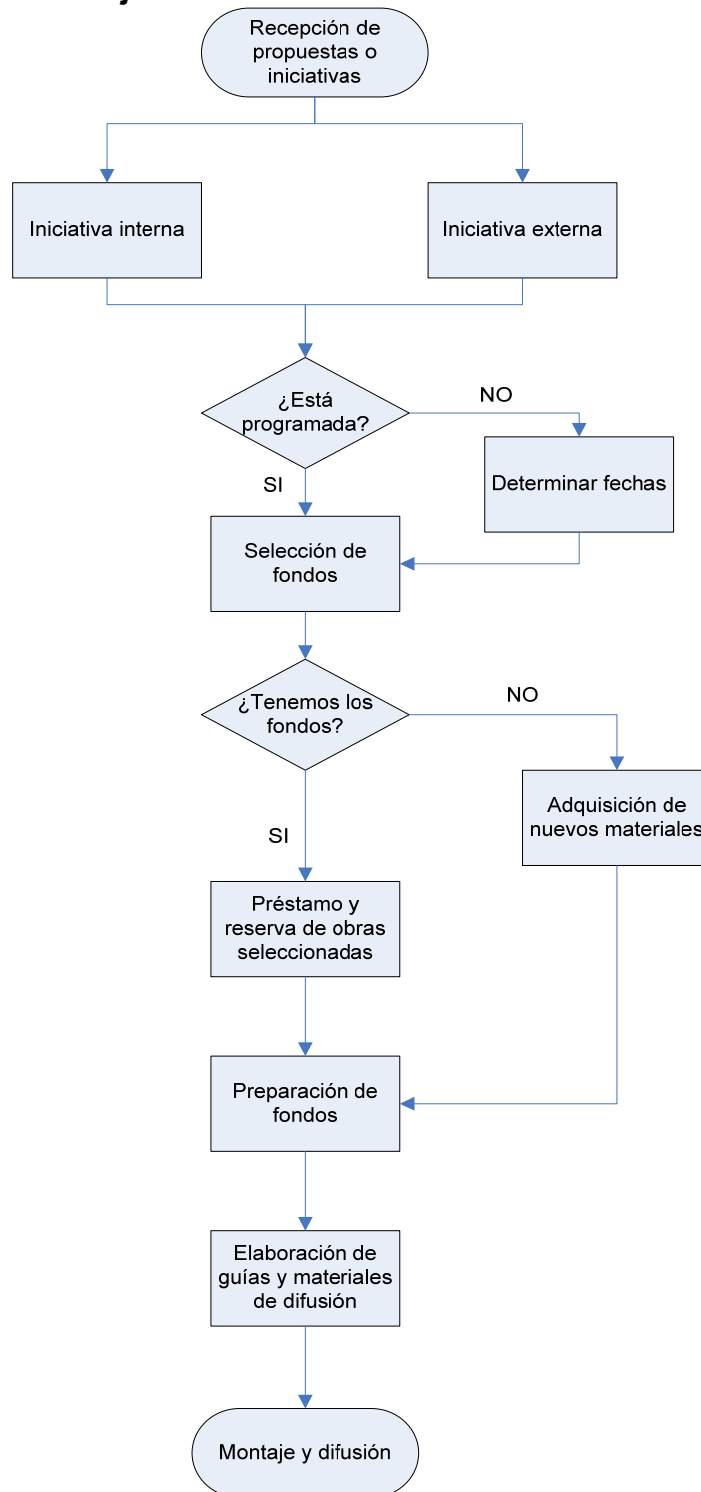 Recepción de
propuestas o
iniciativas
Iniciativa interna
Iniciativa externa
¿Está
programada?
NO
SI
Determinar fechas
Selección de
fondos
¿Tenemos los
fondos?
NO
SI
Adquisición de
nuevos materiales
Préstamo y
reserva de obras
seleccionadas
Preparación de
fondos
Elaboración de
guías y materiales
de difusión
Montaje y difusión